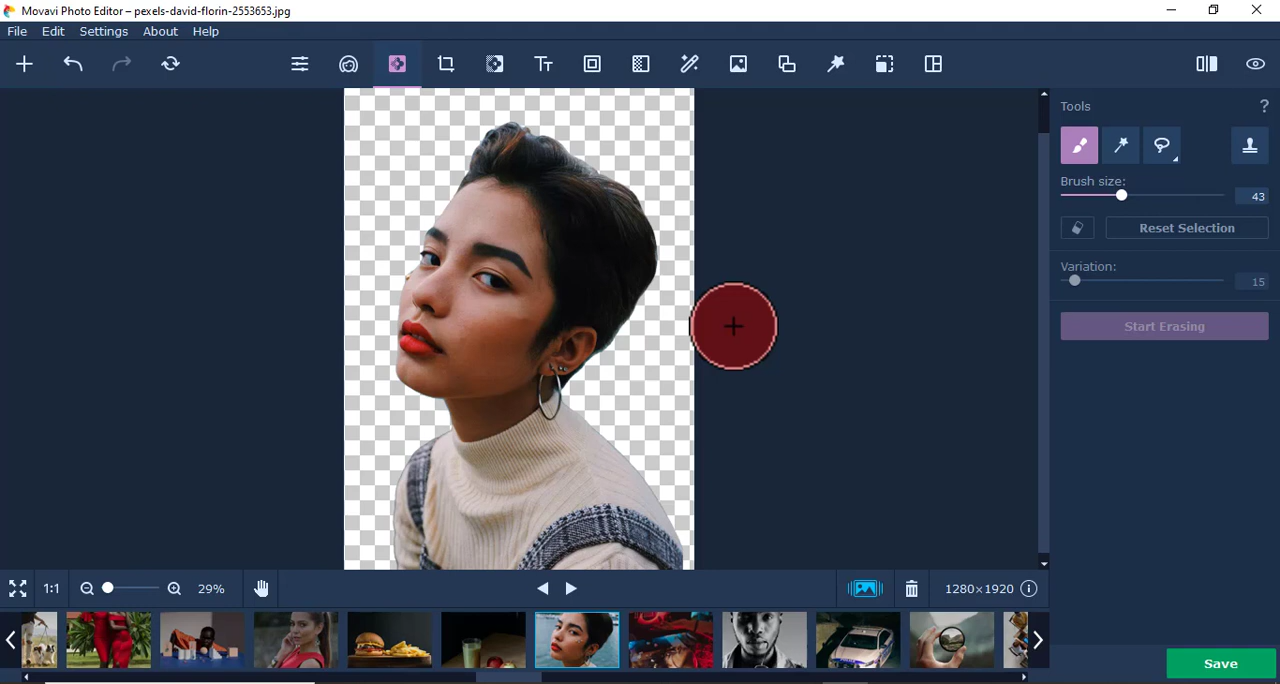 Movavi Photo Editor – pexels-david-florin-2553653.jpg
File Edit Settings About Help
Tools ?
Brush size:
43
Reset Selection
Variation:
15
Start Erasing
1:1 29% 1280×1920
Save